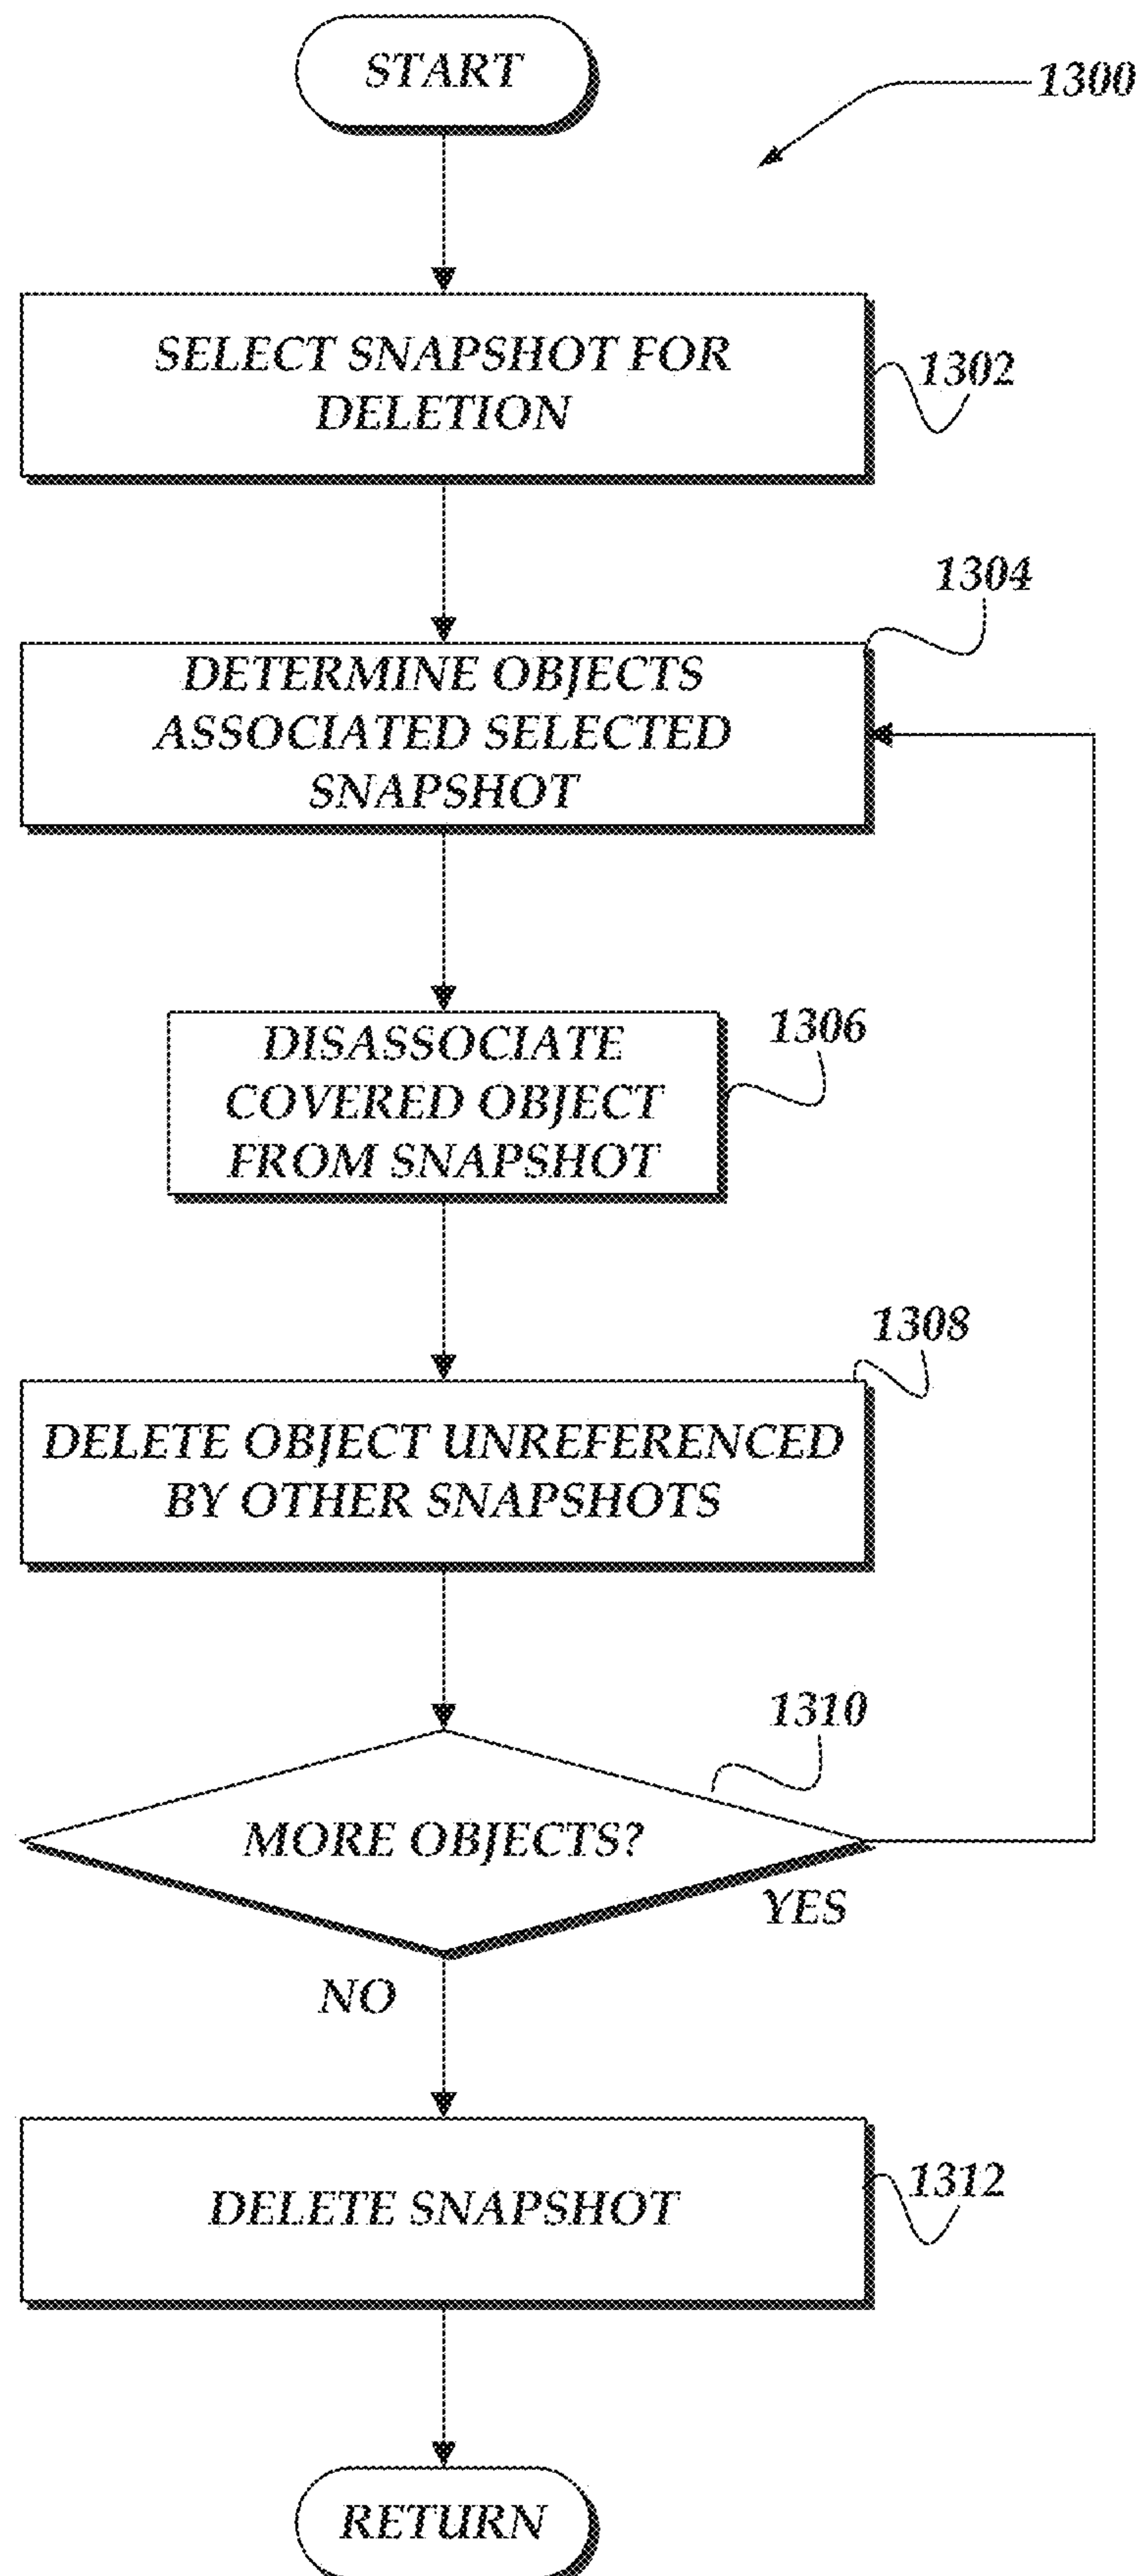 START
1300
SELECT SNAPSHOT FOR
DELETION
1302
1304
DETERMINE OBJECTS
ASSOCIATED SELECTED
SNAPSHOT
1306
DISASSOCIATE
COVERED OBJECT
FROM SNAPSHOT
1308
DELETE OBJECT UNREFERENCED
BY OTHER SNAPSHOTS
1310
MORE OBJECTS?
YES
NO
DELETE SNAPSHOT
1312
RETURN